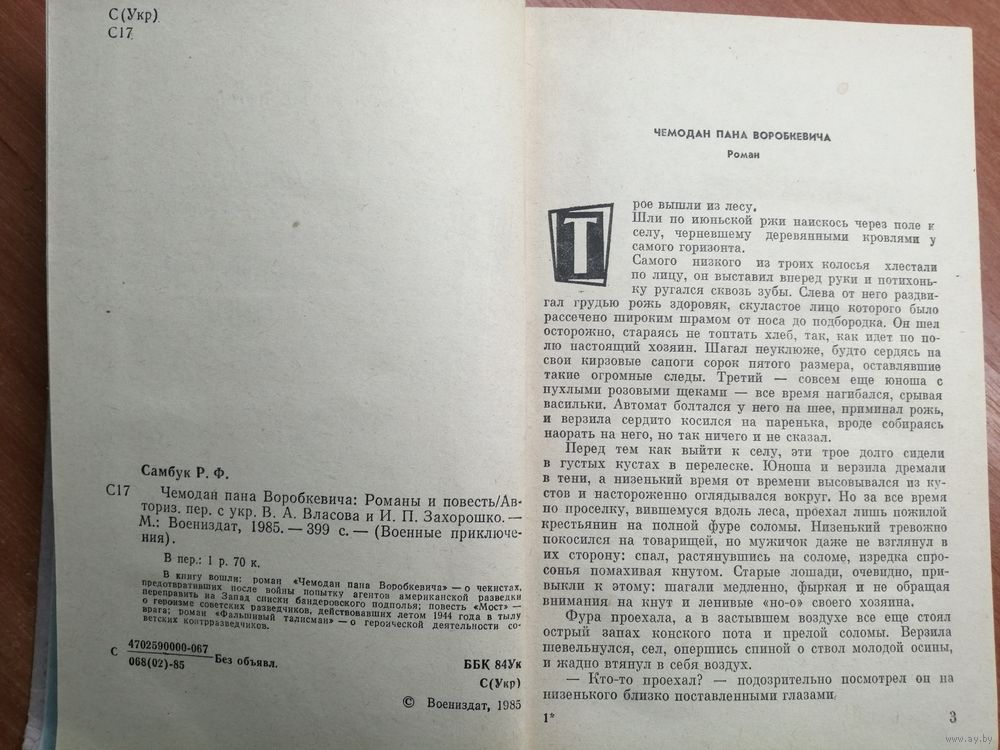 С(Укр)
С17
Самбук Р. Ф.
С17 Чемодан пана Воробкевича: Романы и повесть/Ав-
ториз. пер. с укр. В. А. Власова и И. П. Захорошко. —
М.: Воениздат, 1985. — 399 с. — (Военные приключе-
ния).
В пер.: 1 р. 70 к.
В книгу вошли: роман «Чемодан пана Воробкевича» — о чекистах,
предотвративших после войны попытку агентов американской разведки
переправить на Запад списки бандеровского подполья; повесть «Мост» —
о героизме советских разведчиков, действовавших летом 1944 года в тылу
врага; роман «Фальшивый талисман» — о героической деятельности со-
ветских контрразведчиков.
С 4702590000-067
068(02)-85 Без объявл.
ББК 84Ук
С(Укр)
© Воениздат, 1985
ЧЕМОДАН ПАНА ВОРОБКЕВИЧА
Роман
Трое вышли из лесу.
Шли по июньской ржи наискось через поле к
селу, черневшему деревянными кровлями у
самого горизонта.
Самого низкого из троих колосья хлестали
по лицу, он выставил вперед руки и потихонь-
ку ругался сквозь зубы. Слева от него раздви-
гал грудью рожь здоровяк, скуластое лицо которого было
рассечено широким шрамом от носа до подбородка. Он шел
осторожно, стараясь не топтать хлеб, так, как идет по по-
лю настоящий хозяин. Шагал неуклюже, будто сердясь на
свои кирзовые сапоги сорок пятого размера, оставлявшие
такие огромные следы. Третий — совсем еще юноша с
пухлыми розовыми щеками — все время нагибался, срывая
васильки. Автомат болтался у него на шее, приминал рожь,
и верзила сердито косился на паренька, вроде собираясь
наорать на него, но так ничего и не сказал.
Перед тем как выйти к селу, эти трое долго сидели
в густых кустах в перелеске. Юноша и верзила дремали
в тени, а низенький время от времени высовывался из ку-
стов и настороженно оглядывался вокруг. Но за все время
по проселку, вившемуся вдоль леса, проехал лишь пожилой
крестьянин на полной фуре соломы. Низенький тревожно
покосился на товарищей, но мужичок даже не взглянул в
их сторону: спал, растянувшись на соломе, изредка спро-
сонья помахивая кнутом. Старые лошади, очевидно, при-
выкли к этому: шагали медленно, фыркая и не обращая
внимания на кнут и ленивые «но-о» своего хозяина.
Фура проехала, а в застывшем воздухе все еще стоял
острый запах конского пота и прелой соломы. Верзила
шевельнулся, сел, опершись спиной о ствол молодой осины,
и жадно втянул в себя воздух.
— Кто-то проехал? — подозрительно посмотрел он на
низенького близко поставленными глазами.
1*
3
www.ay.by